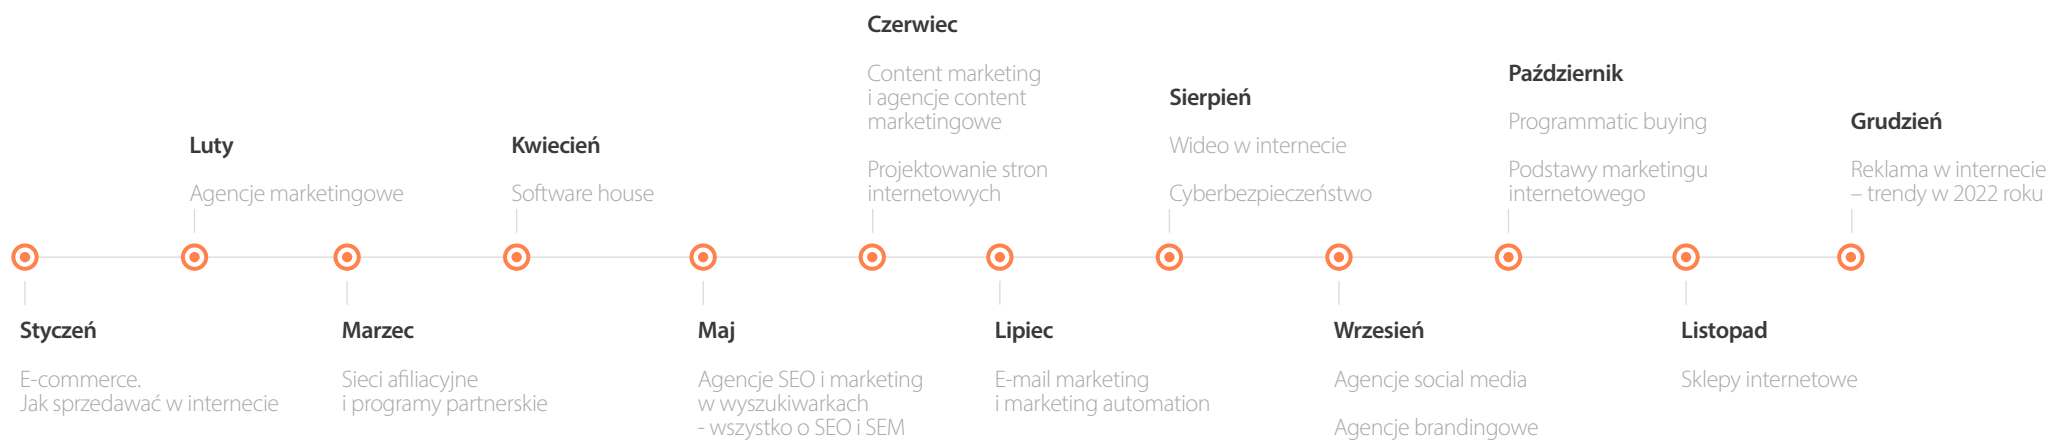 Styczeń
E-commerce.
Jak sprzedawać w internecie
Luty
Agencje marketingowe
Marzec
Sieci afiliacyjne
i programy partnerskie
Kwiecień
Software house
Maj
Agencje SEO i marketing
w wyszukiwarkach
- wszystko o SEO i SEM
Czerwiec
Content marketing
i agencje content
marketingowe
Projektowanie stron
internetowych
Lipiec
E-mail marketing
i marketing automation
Sierpień
Wideo w internecie
Cyberbezpieczeństwo
Wrzesień
Agencje social media
Agencje brandingowe
Październik
Programmatic buying
Podstawy marketingu
internetowego
Listopad
Sklepy internetowe
Grudzień
Reklama w internecie
– trendy w 2022 roku